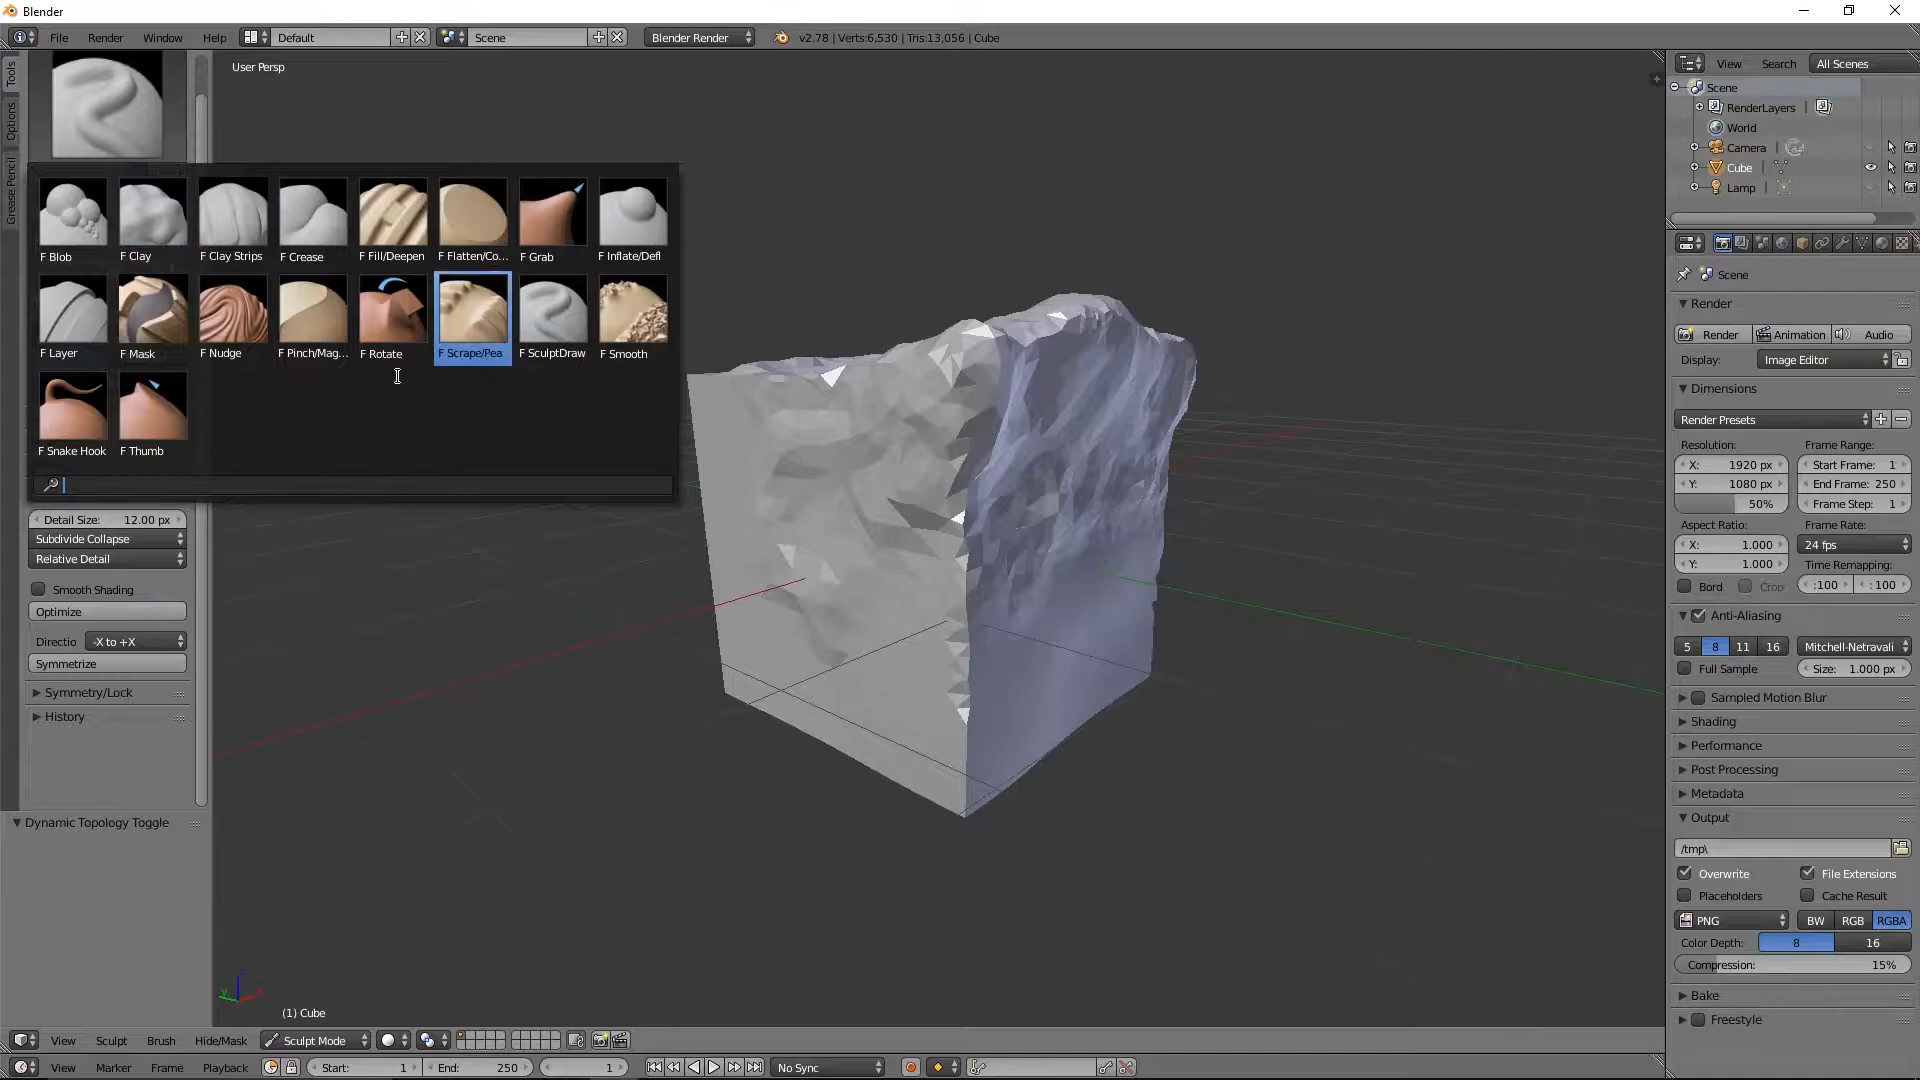 Blender
File Render Window Help Default Scene Blender Render v2.78 | Verts:6,530 | Tris:13,056 | Cube
Tools
Options
Grease Pencil
User Persp
F Blob F Clay F Clay Strips F Crease F Fill/Deepen F Flatten/Co... F Grab F Inflate/Defl
F Layer F Mask F Nudge F Pinch/Mag... F Rotate F Scrape/Pea F SculptDraw F Smooth
F Snake Hook F Thumb
Detail Size: 12.00 px
Subdivide Collapse
Relative Detail
Smooth Shading
Optimize
Directio -X to +X
Symmetrize
Symmetry/Lock
History
Dynamic Topology Toggle
(1) Cube
View Search All Scenes
Scene
RenderLayers |
World
Camera |
Cube |
Lamp |
Scene
Render
Render Animation Audio
Display: Image Editor
Dimensions
Render Presets
Resolution: Frame Range:
X: 1920 px Start Frame: 1
Y: 1080 px End Frame: 250
50% Frame Step: 1
Aspect Ratio: Frame Rate:
X: 1.000 24 fps
Y: 1.000 Time Remapping:
Bord Crop :100 : 100
Anti-Aliasing
5 8 11 16 Mitchell-Netravali
Full Sample Size: 1.000 px
Sampled Motion Blur
Shading
Performance
Post Processing
Metadata
Output
/tmp\
Overwrite File Extensions
Placeholders Cache Result
PNG BW RGB RGBA
Color Depth: 8 16
Compression: 15%
Bake
Freestyle
View Sculpt Brush Hide/Mask Sculpt Mode
View Marker Frame Playback Start: 1 End: 250 1 No Sync